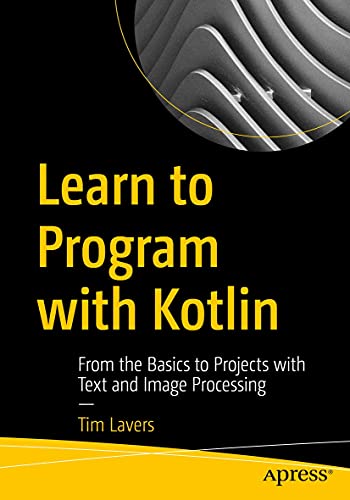 Learn to
Program
with Kotlin
From the Basics to Projects with
Text and Image Processing
—
Tim Lavers
Apress®